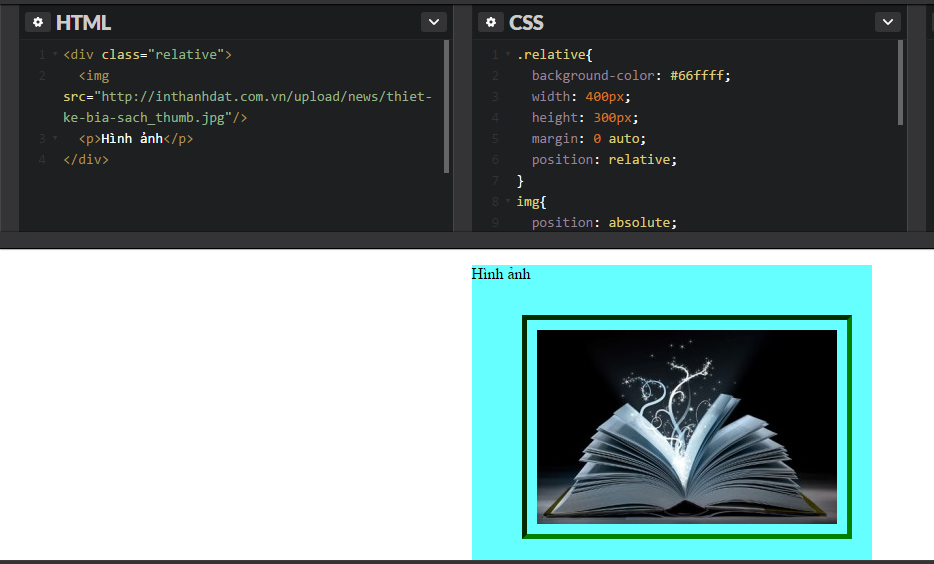 HTML
1 <div class="relative">
2 <img
src="http://inthanhdat.com.vn/upload/news/thiet-
ke-bia-sach_thumb.jpg"/>
3 <p>Hình ảnh</p>
4 </div>
CSS
1 .relative{
2 background-color: #66ffff;
3 width: 400px;
4 height: 300px;
5 margin: 0 auto;
6 position: relative;
7 }
8 img{
9 position: absolute;
Hình ảnh